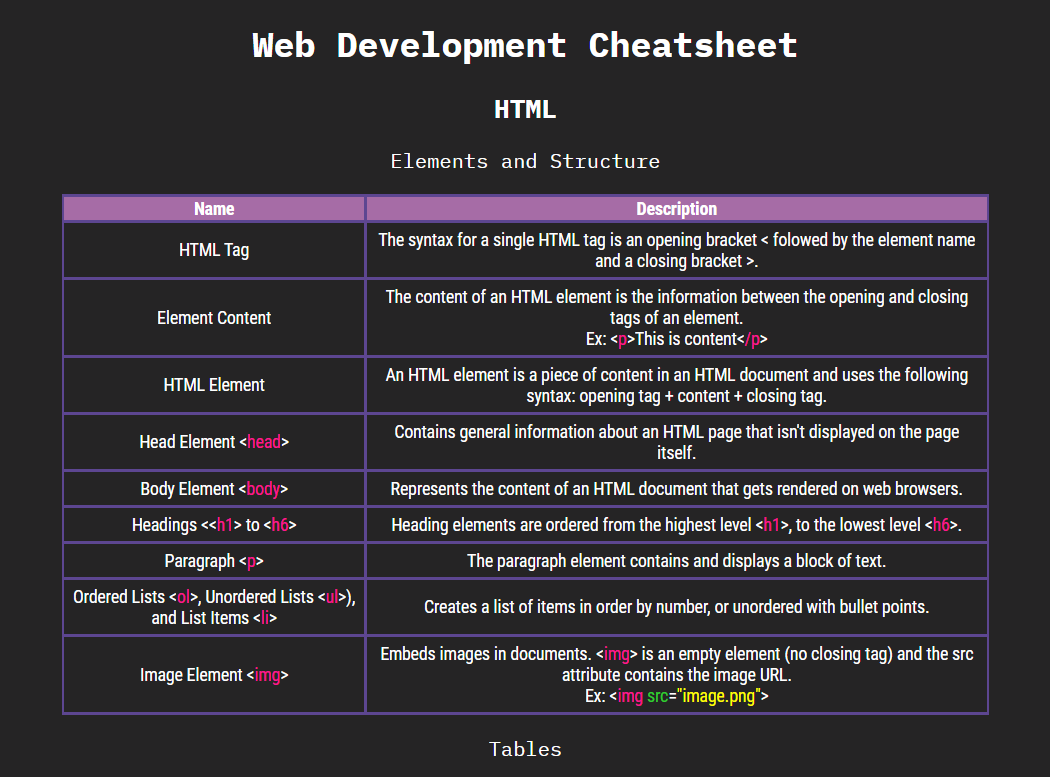 Web Development Cheatsheet
HTML
Elements and Structure
Name
Description
HTML Tag
The syntax for a single HTML tag is an opening bracket < folowed by the element name
and a closing bracket >.
Element Content
The content of an HTML element is the information between the opening and closing
tags of an element.
Ex: <p>This is content</p>
HTML Element
An HTML element is a piece of content in an HTML document and uses the following
syntax: opening tag + content + closing tag.
Head Element <head>
Contains general information about an HTML page that isn't displayed on the page
itself.
Body Element <body>
Represents the content of an HTML document that gets rendered on web browsers.
Headings <<h1> to <h6>
Heading elements are ordered from the highest level <h1>, to the lowest level <h6>.
Paragraph <p>
The paragraph element contains and displays a block of text.
Ordered Lists <ol>, Unordered Lists <ul>),
and List Items <li>
Creates a list of items in order by number, or unordered with bullet points.
Image Element <img>
Embeds images in documents. <img> is an empty element (no closing tag) and the src
attribute contains the image URL.
Ex: <img src="image.png">
Tables